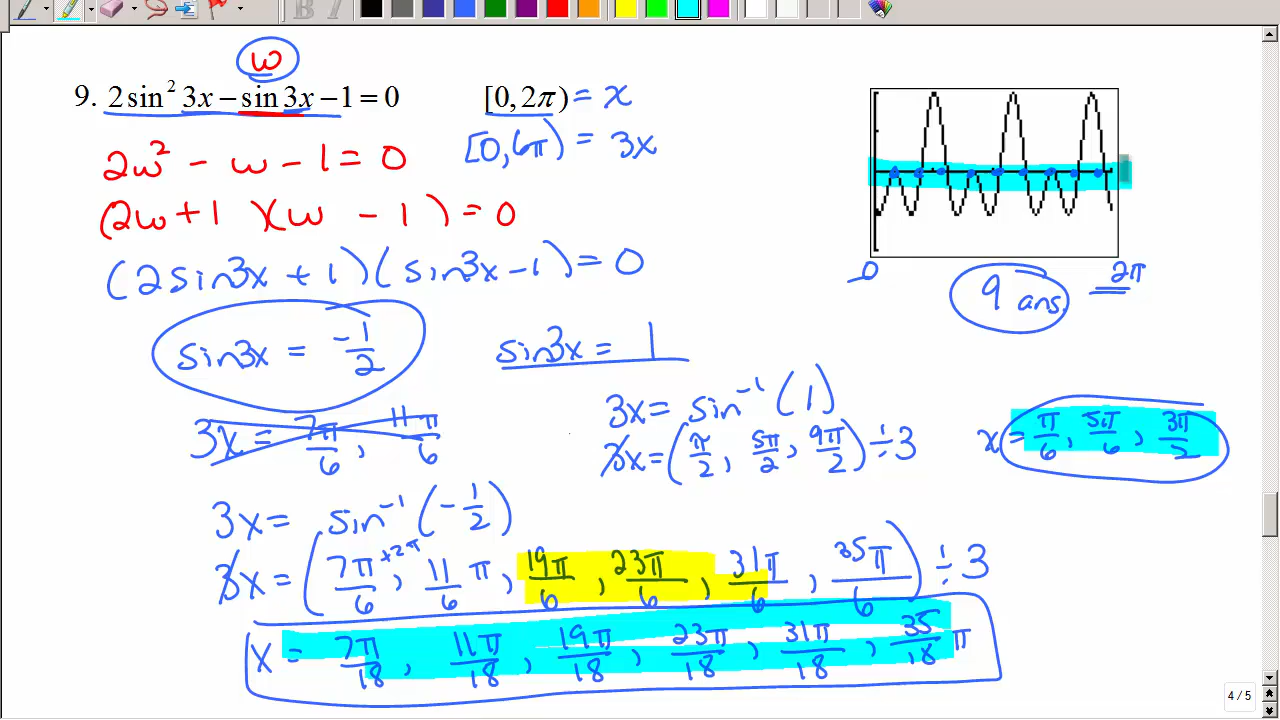 w
9. 2sin² 3x − sin 3x − 1 = 0 [0, 2π) = x
[0, 6π) = 3x
2w² - w - 1 = 0
(2w + 1 )(w - 1 ) = 0
(2sin3x + 1)(sin3x - 1) = 0
0 2π
9 ans.
sin3x = -1/2 sin3x = 1
3x = 7π/6, 11π/6
3x = sin⁻¹ (1)
3x = (π/2, 5π/2, 9π/2) ÷ 3
x = π/6, 5π/6, 3π/2
3x = sin⁻¹ (-1/2)
+2π
3x = (7π/6, 11/6 π, 19π/6, 23π/6, 31π/6, 35π/6) ÷ 3
x = 7π/18, 11π/18, 19π/18, 23π/18, 31π/18, 35/18 π
4 / 5